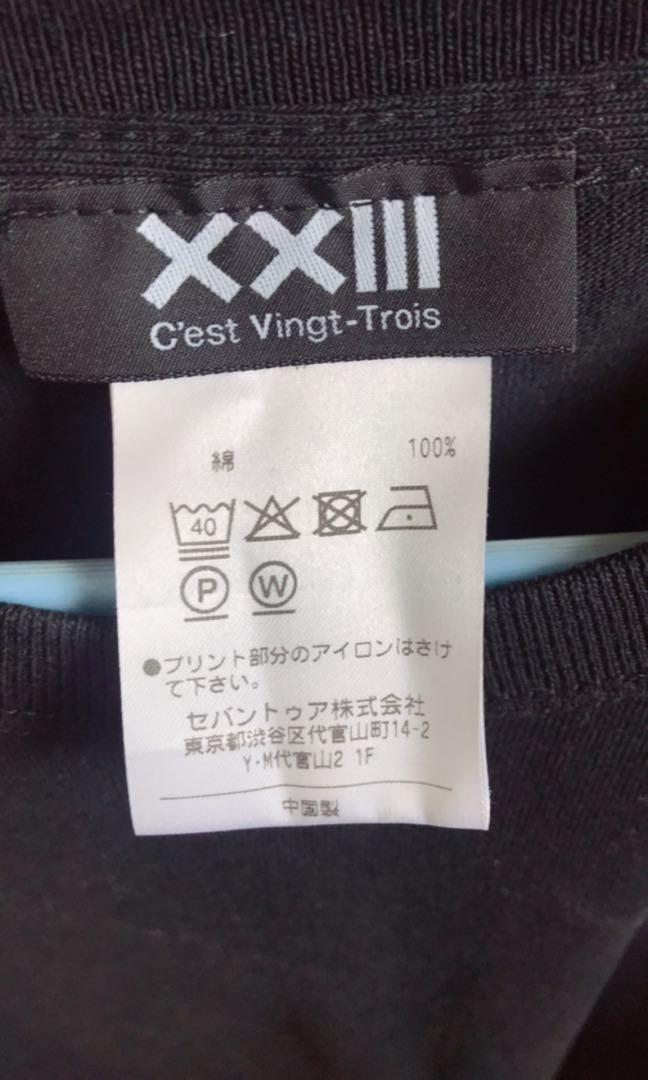 XXIII
C'est Vingt-Trois
綿 100%
40
P W
●プリント部分のアイロンはさけ
て下さい。
セバントゥア株式会社
東京都渋谷区代官山町14-2
Y・M代官山2 1F
中国製